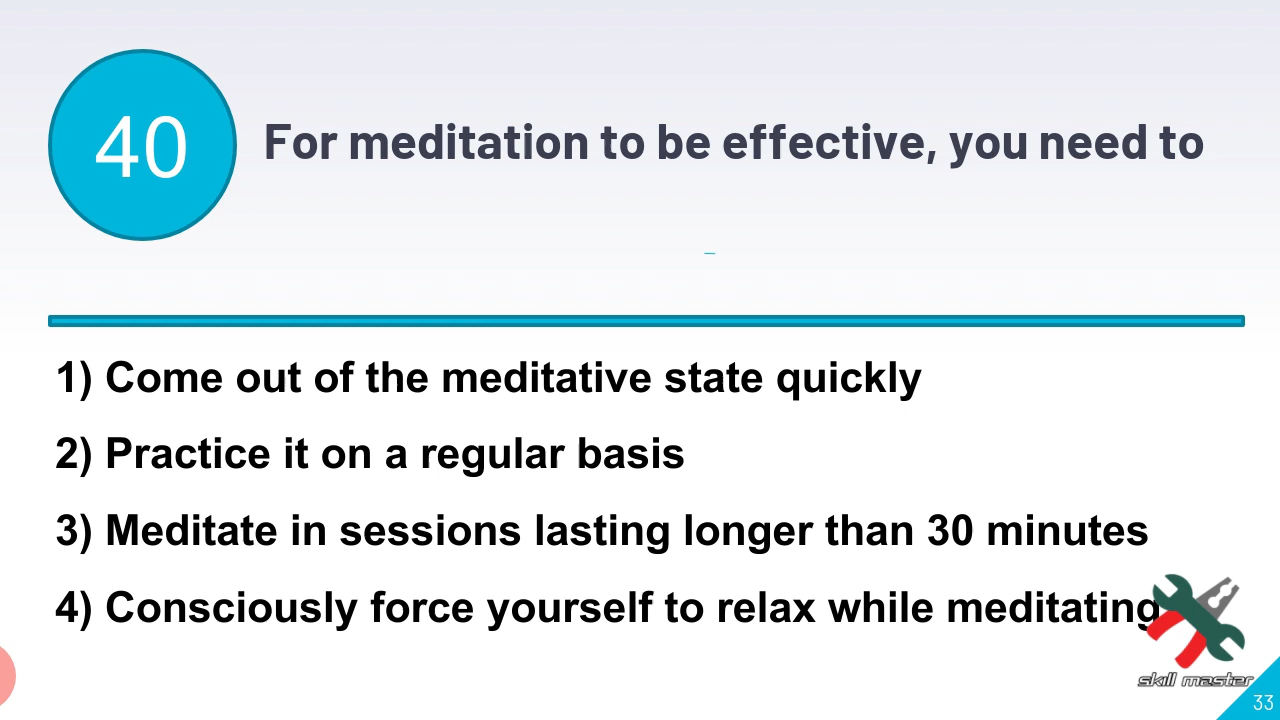 40
For meditation to be effective, you need to
_
1) Come out of the meditative state quickly
2) Practice it on a regular basis
3) Meditate in sessions lasting longer than 30 minutes
4) Consciously force yourself to relax while meditating
skill master
33